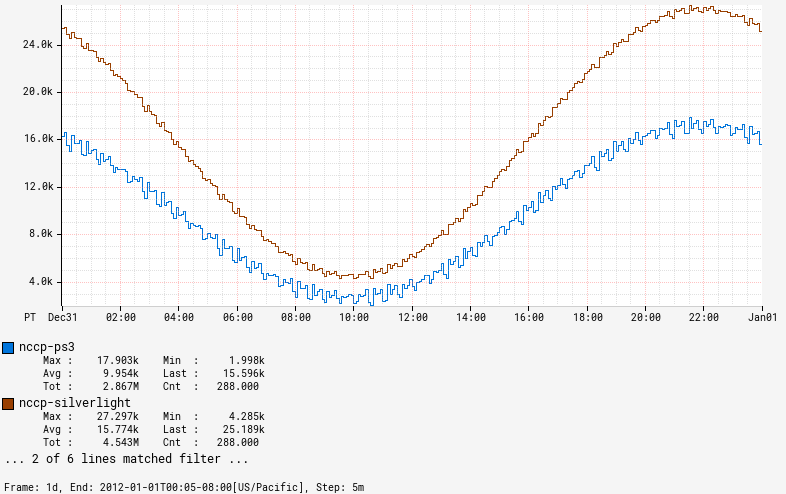 24.0k
20.0k
16.0k
12.0k
8.0k
4.0k
PT Dec31 02:00 04:00 06:00 08:00 10:00 12:00 14:00 16:00 18:00 20:00 22:00 Jan01
nccp-ps3
Max : 17.903k Min : 1.998k
Avg : 9.954k Last : 15.596k
Tot : 2.867M Cnt : 288.000
nccp-silverlight
Max : 27.297k Min : 4.285k
Avg : 15.774k Last : 25.189k
Tot : 4.543M Cnt : 288.000
... 2 of 6 lines matched filter ...
Frame: 1d, End: 2012-01-01T00:05-08:00[US/Pacific], Step: 5m